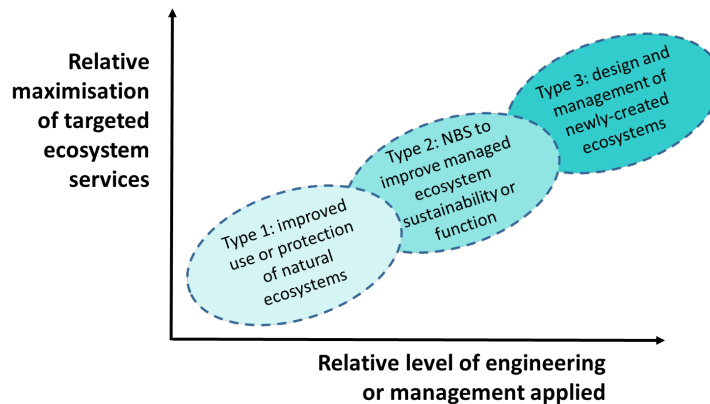 Relative
maximisation
of targeted
ecosystem
services
Type 1: improved
use or protection
of natural
ecosystems
Type 2: NBS to
improve managed
ecosystem
sustainability or
function
Type 3: design and
management of
newly-created
ecosystems
Relative level of engineering
or management applied